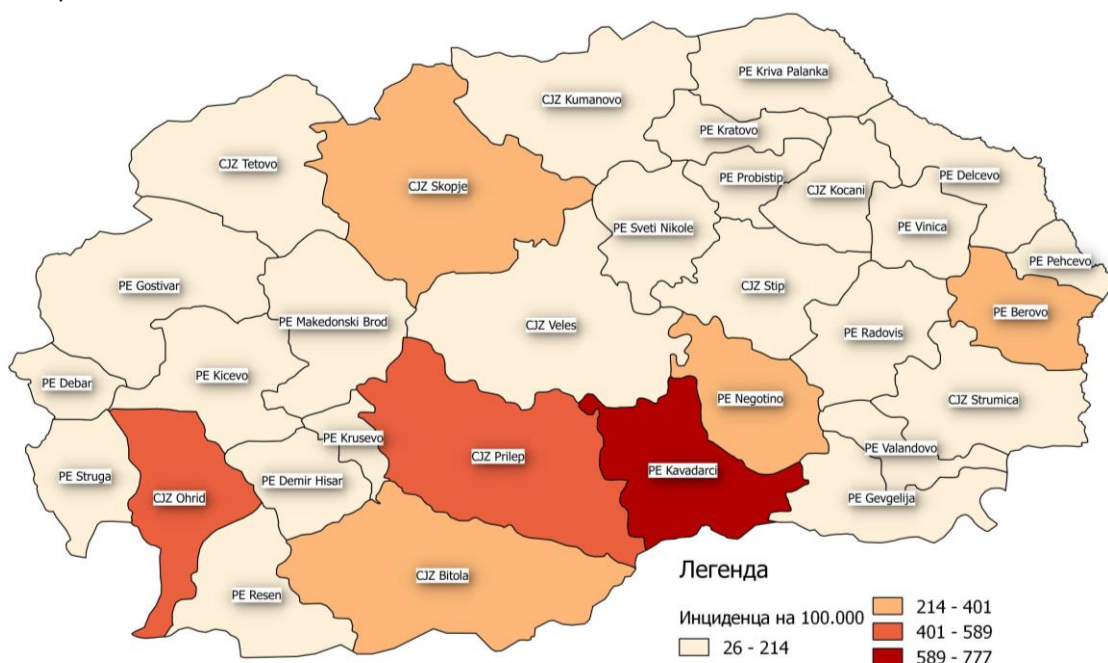 PE Kriva Palanka
CJZ Kumanovo
PE Kratovo
CJZ Tetovo
PE Probistip
PE Delcevo
CJZ Skopje
CJZ Kocani
PE Sveti Nikole
PE Vinica
PE Pehcevo
PE Gostivar
CJZ Stip
PE Berovo
PE Makedonski Brod
CJZ Veles
PE Radovis
PE Debar
PE Kicevo
PE Negotino
CJZ Strumica
PE Krusevo
PE Valandovo
CJZ Prilep
PE Kavadarci
PE Struga
PE Demir Hisar
CJZ Ohrid
PE Gevgelija
CJZ Bitola
PE Resen
Легенда
Инциденца на 100.000
26 - 214
214 - 401
401 - 589
589 - 777